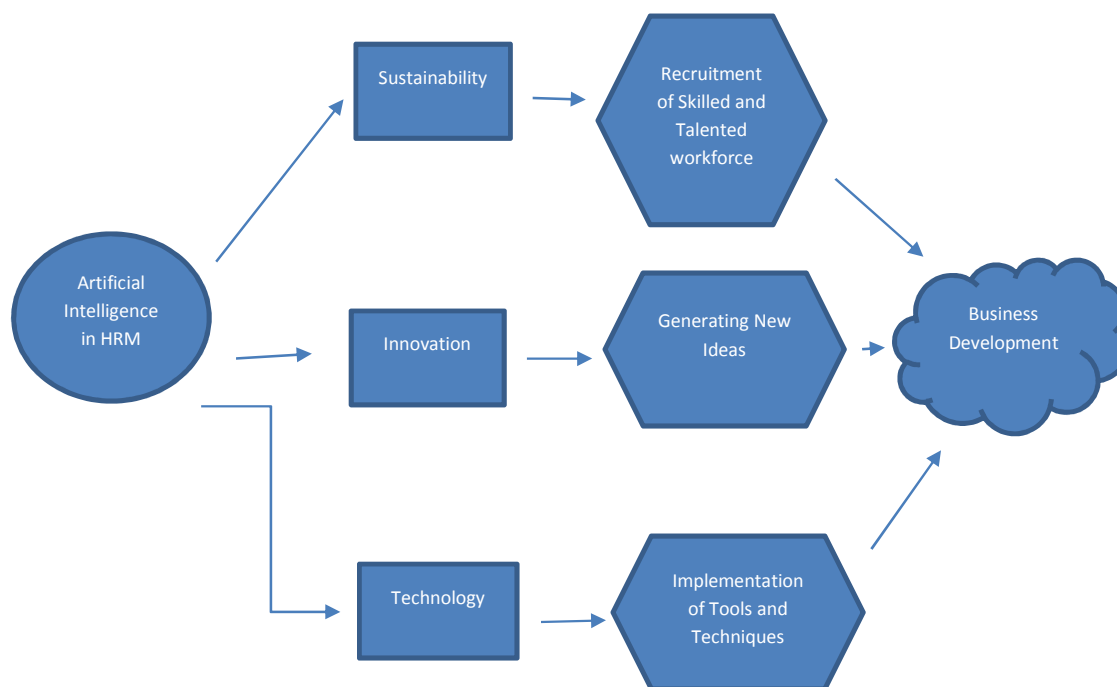 Sustainability
Recruitment
of Skilled and
Talented
workforce
Artificial
Intelligence
in HRM
Innovation
Generating New
Ideas
Business
Development
Technology
Implementation
of Tools and
Techniques